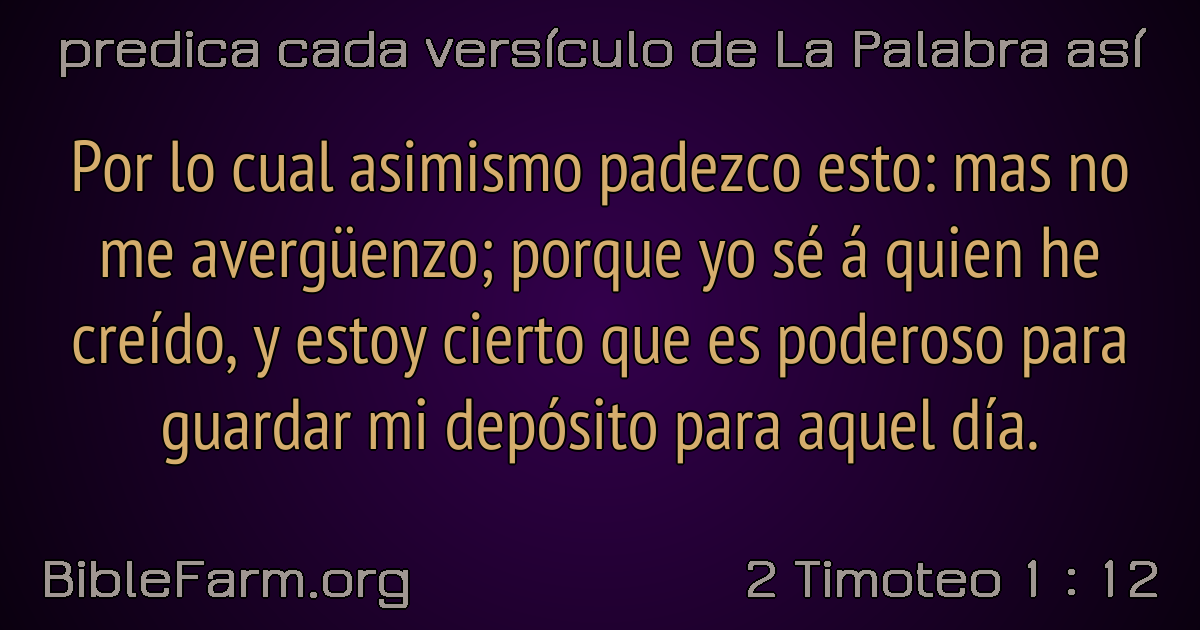 predica cada versículo de La Palabra así
Por lo cual asimismo padezco esto: mas no
me avergüenzo; porque yo sé á quien he
creído, y estoy cierto que es poderoso para
guardar mi depósito para aquel día.
BibleFarm.org
2 Timoteo 1 : 12